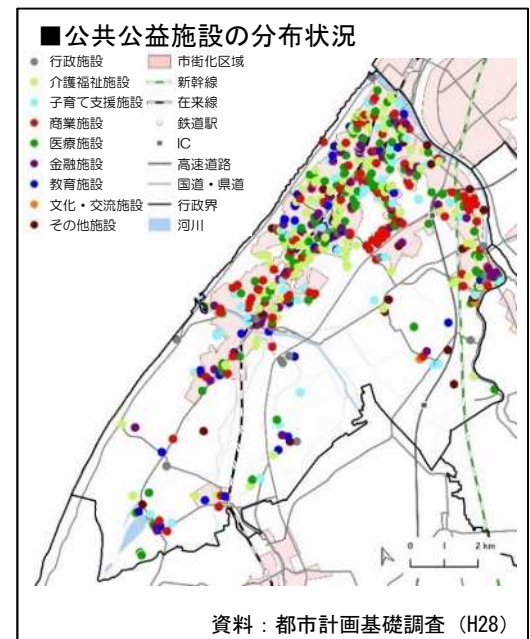 ■公共公益施設の分布状況
行政施設
介護福祉施設
子育て支援施設
商業施設
医療施設
金融施設
教育施設
文化・交流施設
その他施設
市街化区域
新幹線
在来線
鉄道駅
IC
高速道路
国道・県道
行政界
河川
0 1 2 km
資料：都市計画基礎調査（H28）